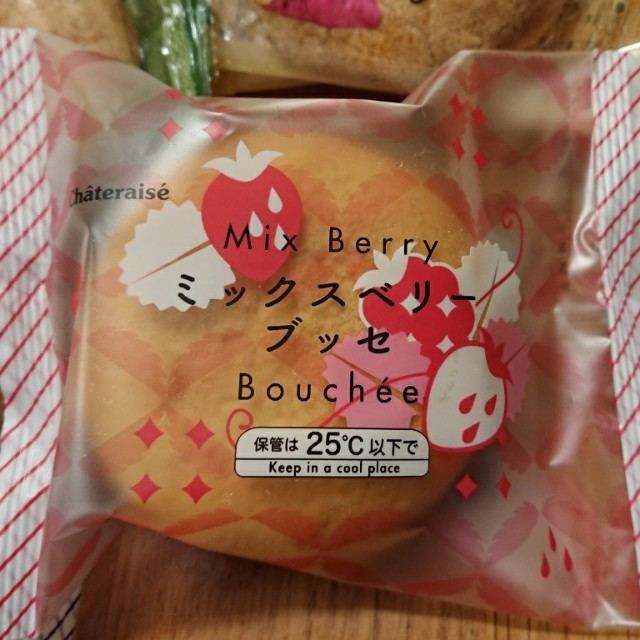 Châteraisé
Mix Berry
ミックスベリー
ブッセ
Bouchée
保管は 25℃ 以下で
Keep in a cool place